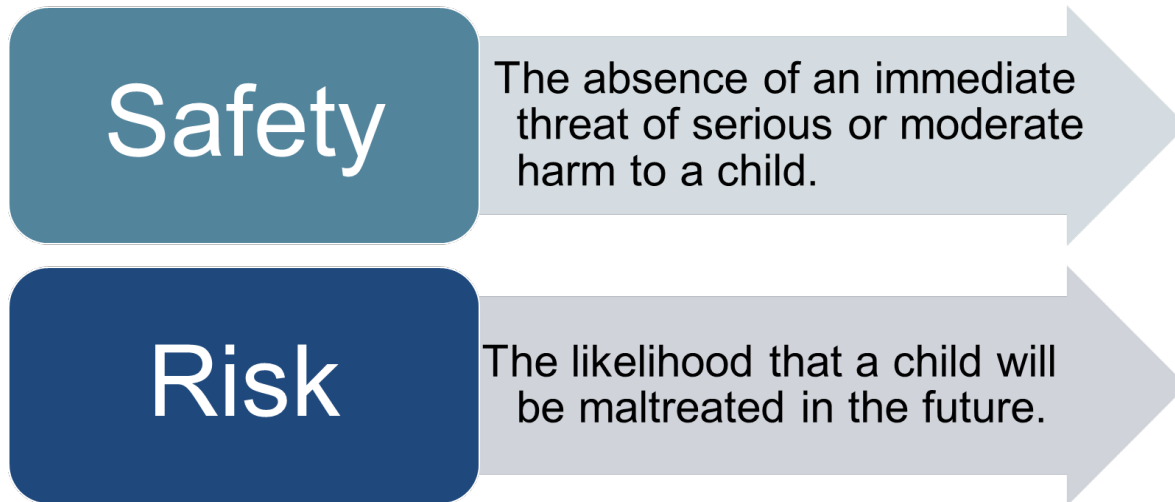 Safety
The absence of an immediate
threat of serious or moderate
harm to a child.
Risk
The likelihood that a child will
be maltreated in the future.